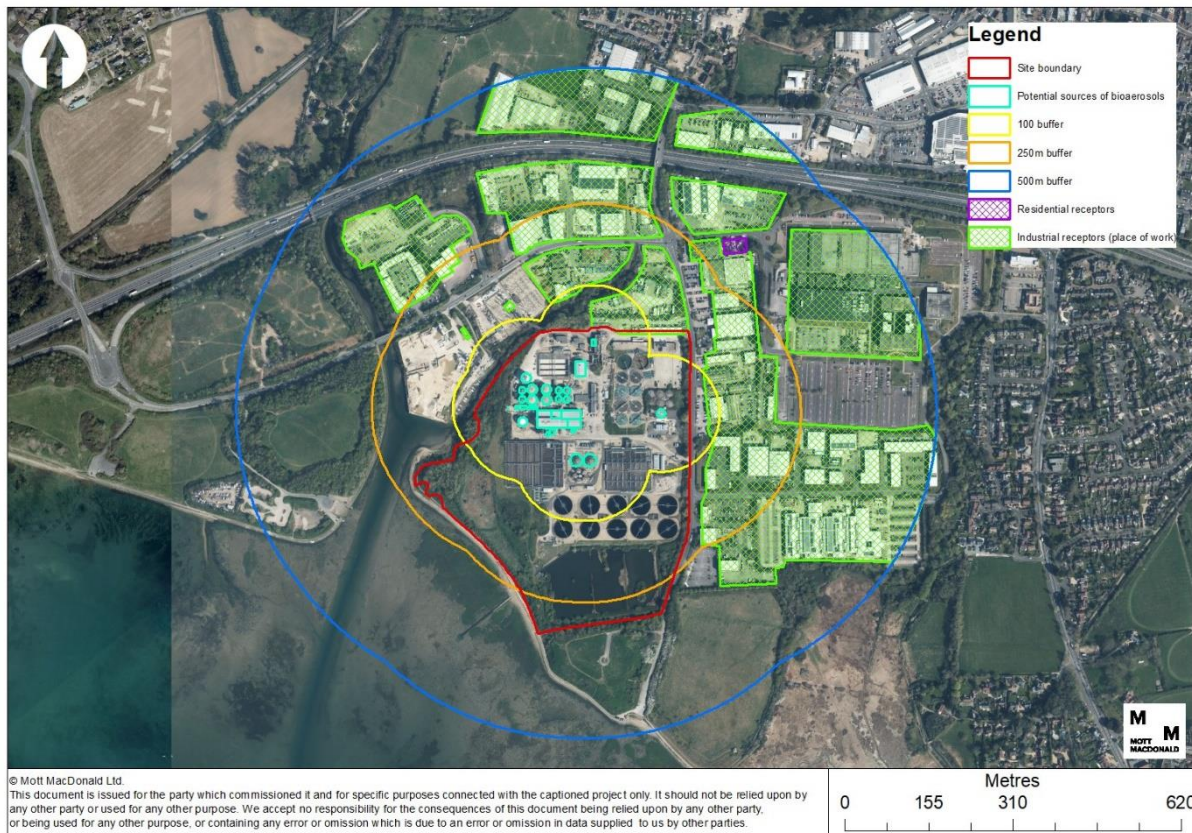 Legend
Site boundary
Potential sources of bioaerosols
100 buffer
250m buffer
500m buffer
Residential receptors
Industrial receptors (place of work)
M
M
MOTT
MACDONALD
© Mott MacDonald Ltd.
This document is issued for the party which commissioned it and for specific purposes connected with the captioned project only. It should not be relied upon by
any other party or used for any other purpose. We accept no responsibility for the consequences of this document being relied upon by any other party,
or being used for any other purpose, or containing any error or omission which is due to an error or omission in data supplied to us by other parties.
Metres
0 155 310 620